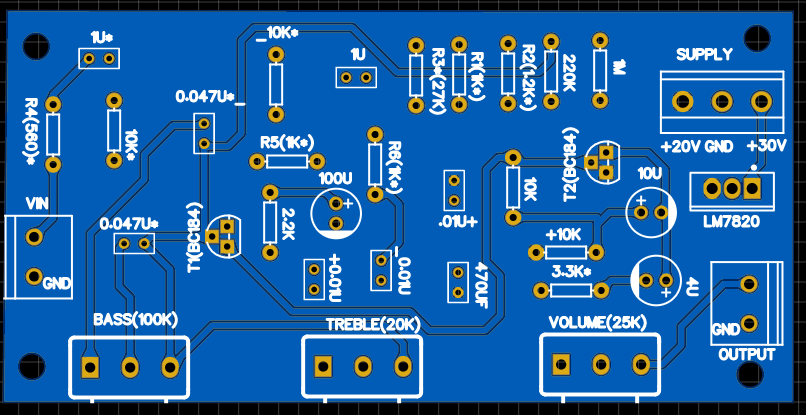 1U*
10K*
1U
R3*(27K)
R(1K*)
R2(1.2K*)
220K
1M
SUPPLY
+20V GND +30V
R4(560)*
10K*
0.047U*
R5(1K*)
R6(1K*)
T2(BC184)
10K
10U
LM7820
VIN
GND
0.047U*
T1(BC184)
2.2K
100U
+
+0.01U
0.01U
.01U+
470UF
+10K
3.3K*
+
4U
GND
OUTPUT
BASS(100K)
TREBLE(20K)
VOLUME(25K)